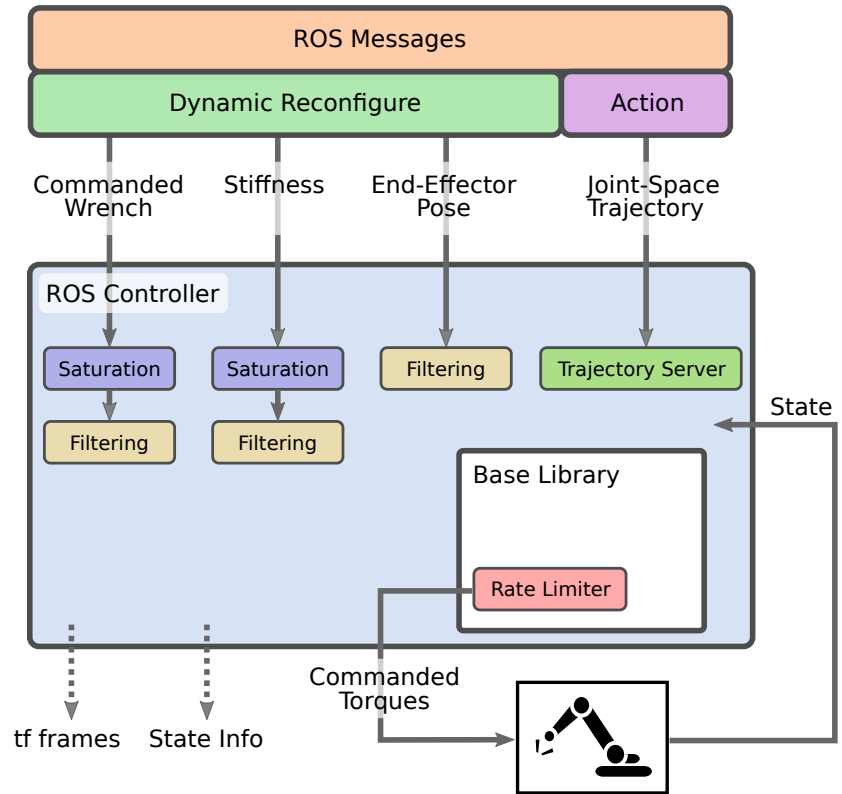 ROS Messages
Dynamic Reconfigure
Action
Commanded
Wrench
Stiffness
End-Effector
Pose
Joint-Space
Trajectory
ROS Controller
Saturation
Saturation
Filtering
Trajectory Server
Filtering
Filtering
State
Base Library
Rate Limiter
Commanded
Torques
tf frames
State Info